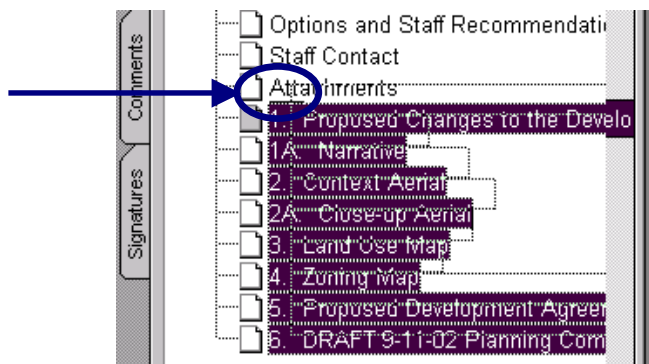 Comments
Signatures
Options and Staff Recommendati
Staff Contact
Attachments
1. Proposed Changes to the Develo
1A. Narrative
2. Context Aerial
2A. Close-up Aerial
3. Land Use Map
4. Zoning Map
5. Proposed Development Agreer
6. DRAFT 9-11-02 Planning Com